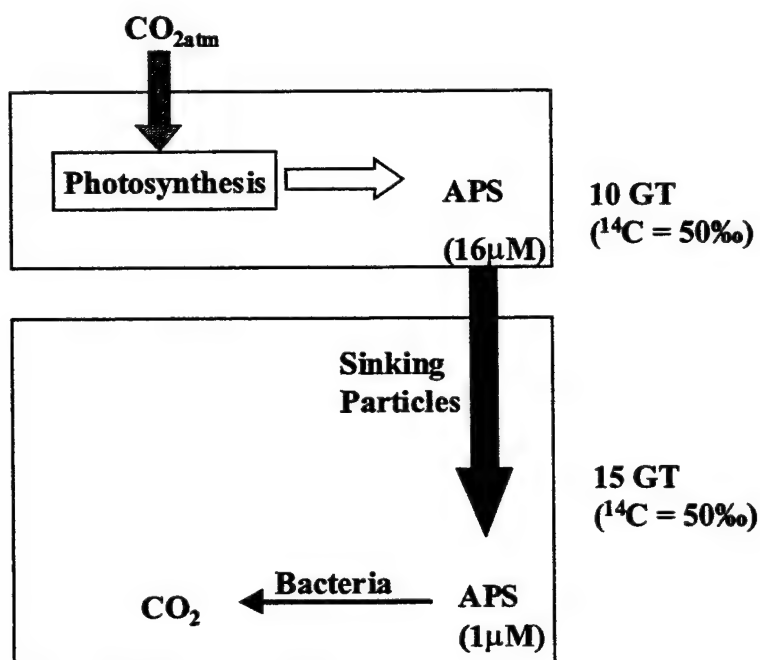 CO₂atm
Photosynthesis
APS
(16µM)
10 GT
(¹⁴C = 50‰)
Sinking
Particles
15 GT
(¹⁴C = 50‰)
CO₂
Bacteria
APS
(1µM)